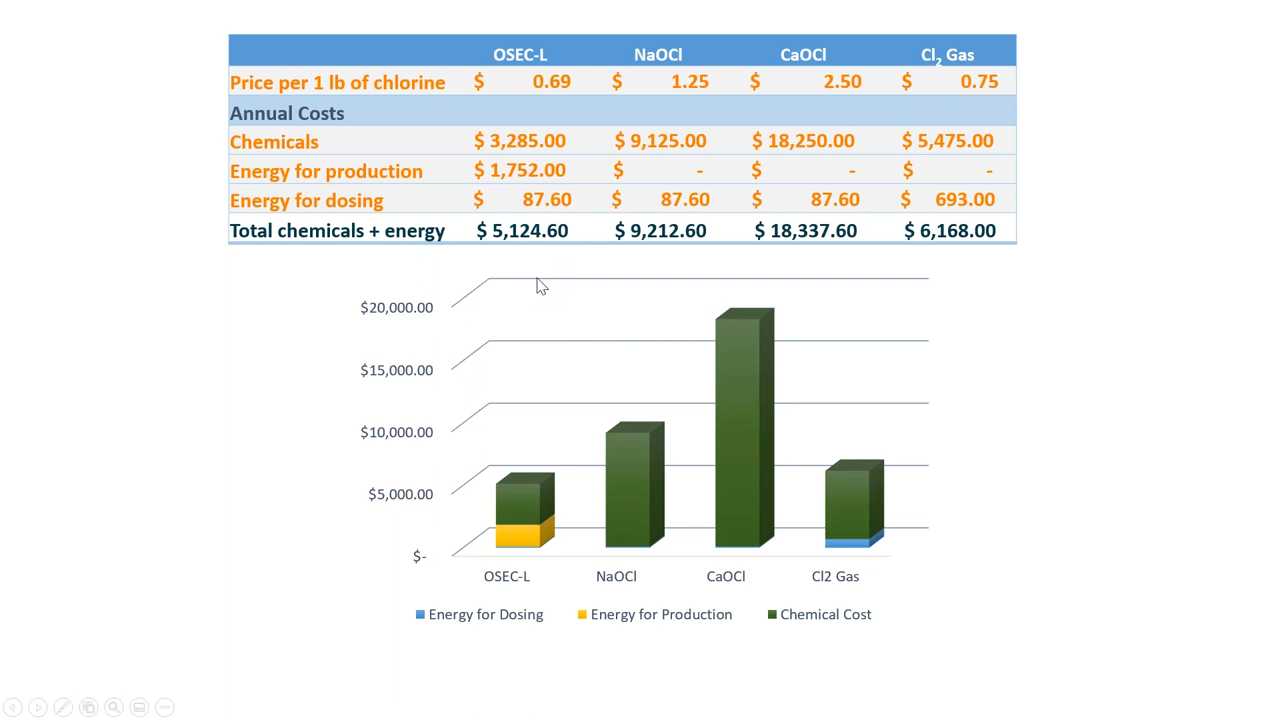 OSEC-L NaOCl CaOCl Cl₂ Gas
Price per 1 lb of chlorine $ 0.69 $ 1.25 $ 2.50 $ 0.75
Annual Costs
Chemicals $ 3,285.00 $ 9,125.00 $ 18,250.00 $ 5,475.00
Energy for production $ 1,752.00 $ - $ - $ -
Energy for dosing $ 87.60 $ 87.60 $ 87.60 $ 693.00
Total chemicals + energy $ 5,124.60 $ 9,212.60 $ 18,337.60 $ 6,168.00
$20,000.00
$15,000.00
$10,000.00
$5,000.00
$-
OSEC-L NaOCl CaOCl Cl2 Gas
Energy for Dosing Energy for Production Chemical Cost